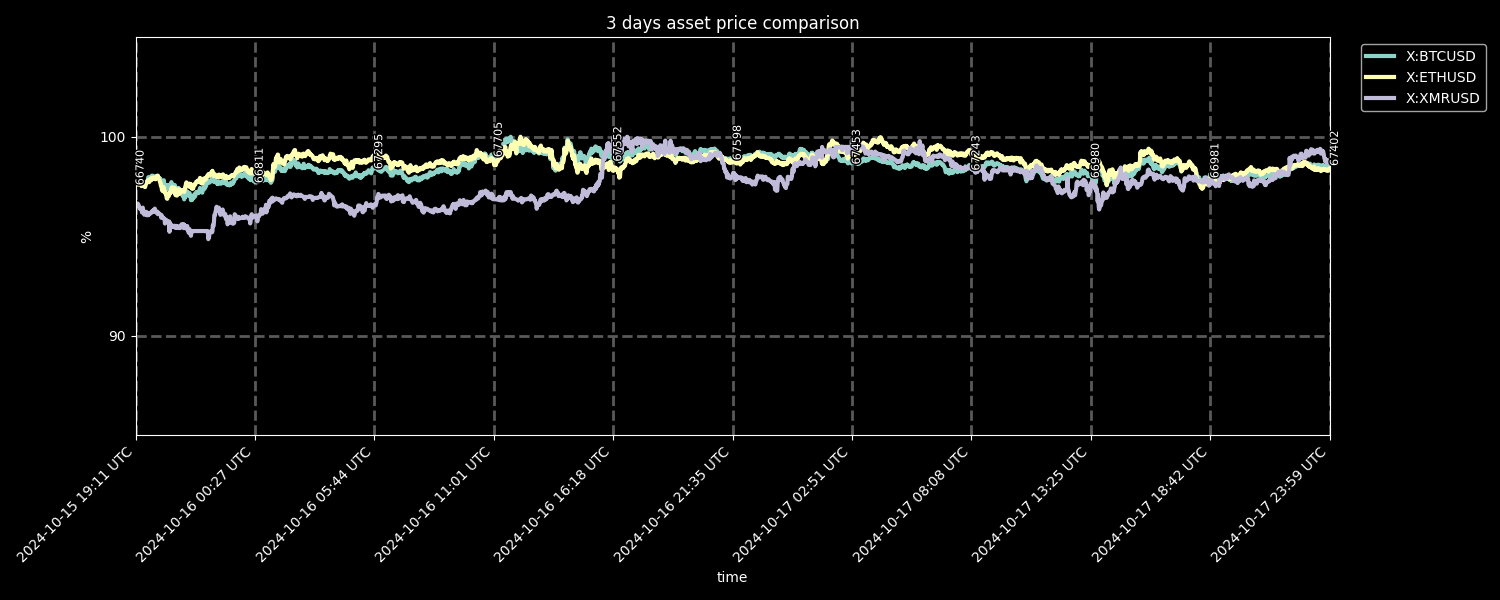 3 days asset price comparison
X:BTCUSD
X:ETHUSD
X:XMRUSD
100
90
%
66740
66811
67295
67705
67552
67598
67453
67243
66980
66981
67402
2024-10-15 19:11 UTC
2024-10-16 00:27 UTC
2024-10-16 05:44 UTC
2024-10-16 11:01 UTC
2024-10-16 16:18 UTC
2024-10-16 21:35 UTC
2024-10-17 02:51 UTC
2024-10-17 08:08 UTC
2024-10-17 13:25 UTC
2024-10-17 18:42 UTC
2024-10-17 23:59 UTC
time